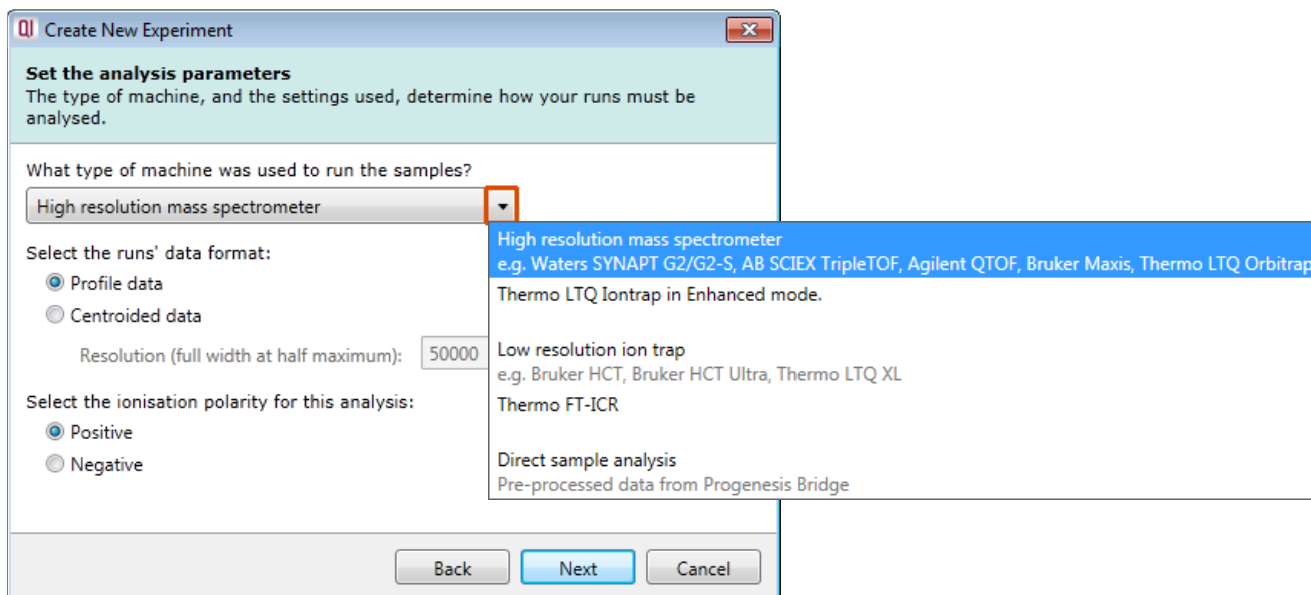 QI Create New Experiment
Set the analysis parameters
The type of machine, and the settings used, determine how your runs must be
analysed.
What type of machine was used to run the samples?
High resolution mass spectrometer
High resolution mass spectrometer
e.g. Waters SYNAPT G2/G2-S, AB SCIEX TripleTOF, Agilent QTOF, Bruker Maxis, Thermo LTQ Orbitrap
Thermo LTQ Iontrap in Enhanced mode.
Low resolution ion trap
e.g. Bruker HCT, Bruker HCT Ultra, Thermo LTQ XL
Thermo FT-ICR
Direct sample analysis
Pre-processed data from Progenesis Bridge
Select the runs' data format:
Profile data
Centroided data
Resolution (full width at half maximum): 50000
Select the ionisation polarity for this analysis:
Positive
Negative
Back Next Cancel